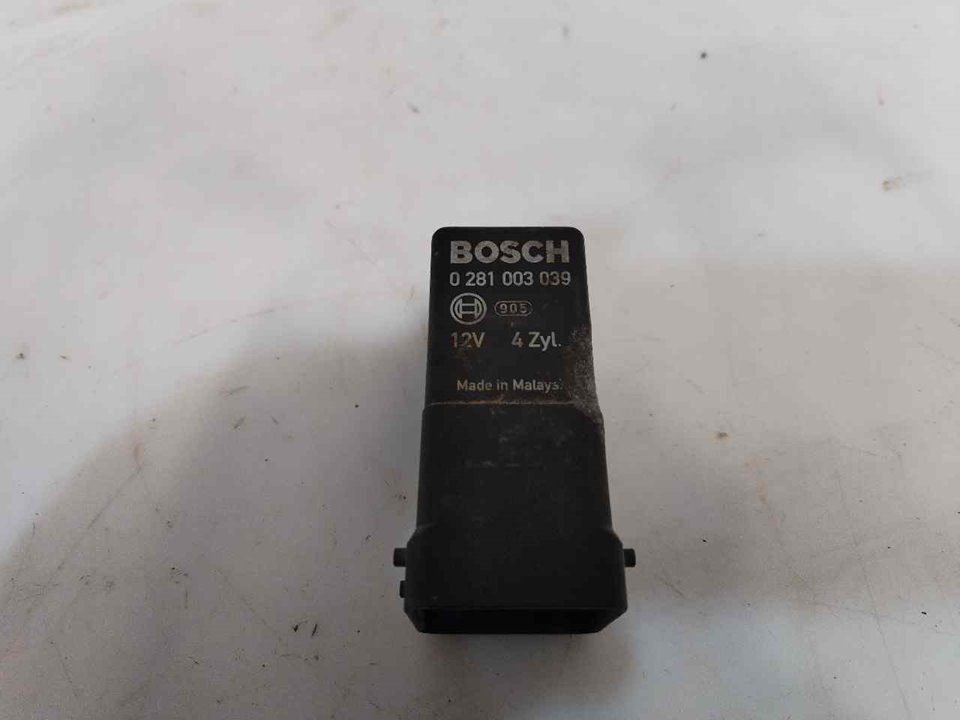 BOSCH
0 281 003 039
905
12V 4 Zyl.
Made in